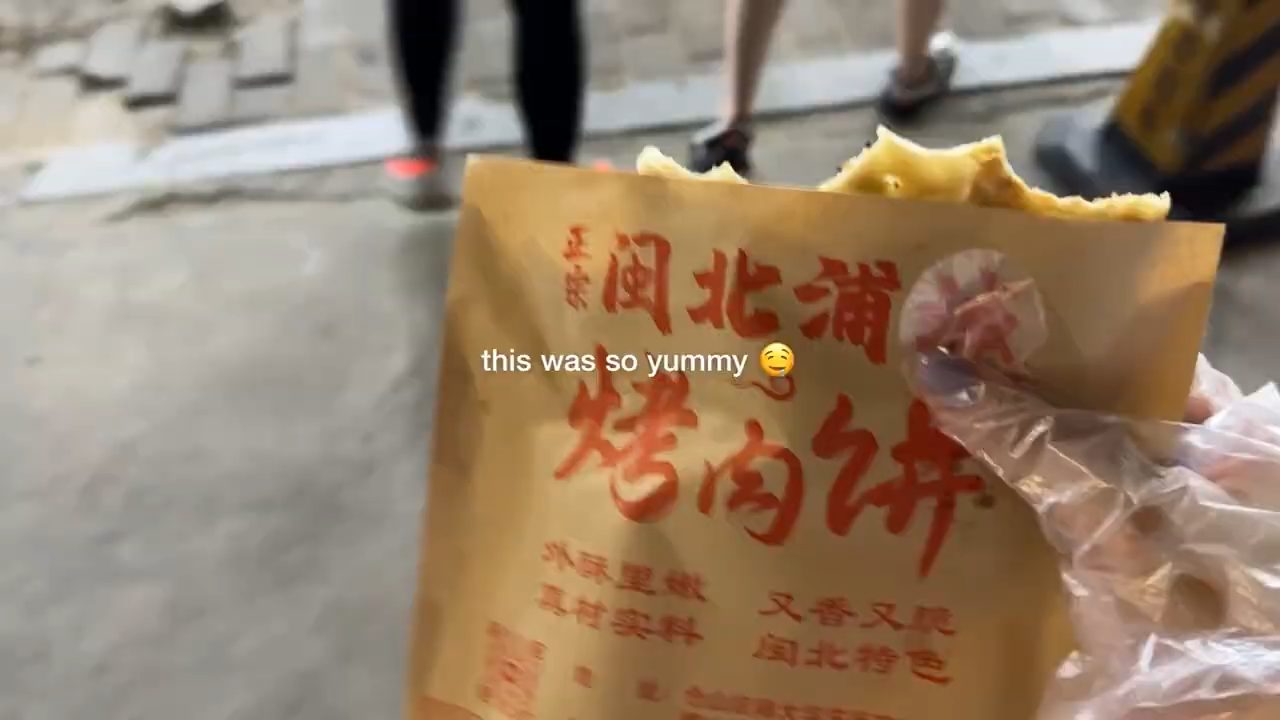 正宗
闽北浦
this was so yummy 🤤
烤肉饼
外酥里嫩 又香又脆
真材实料 闽北特色